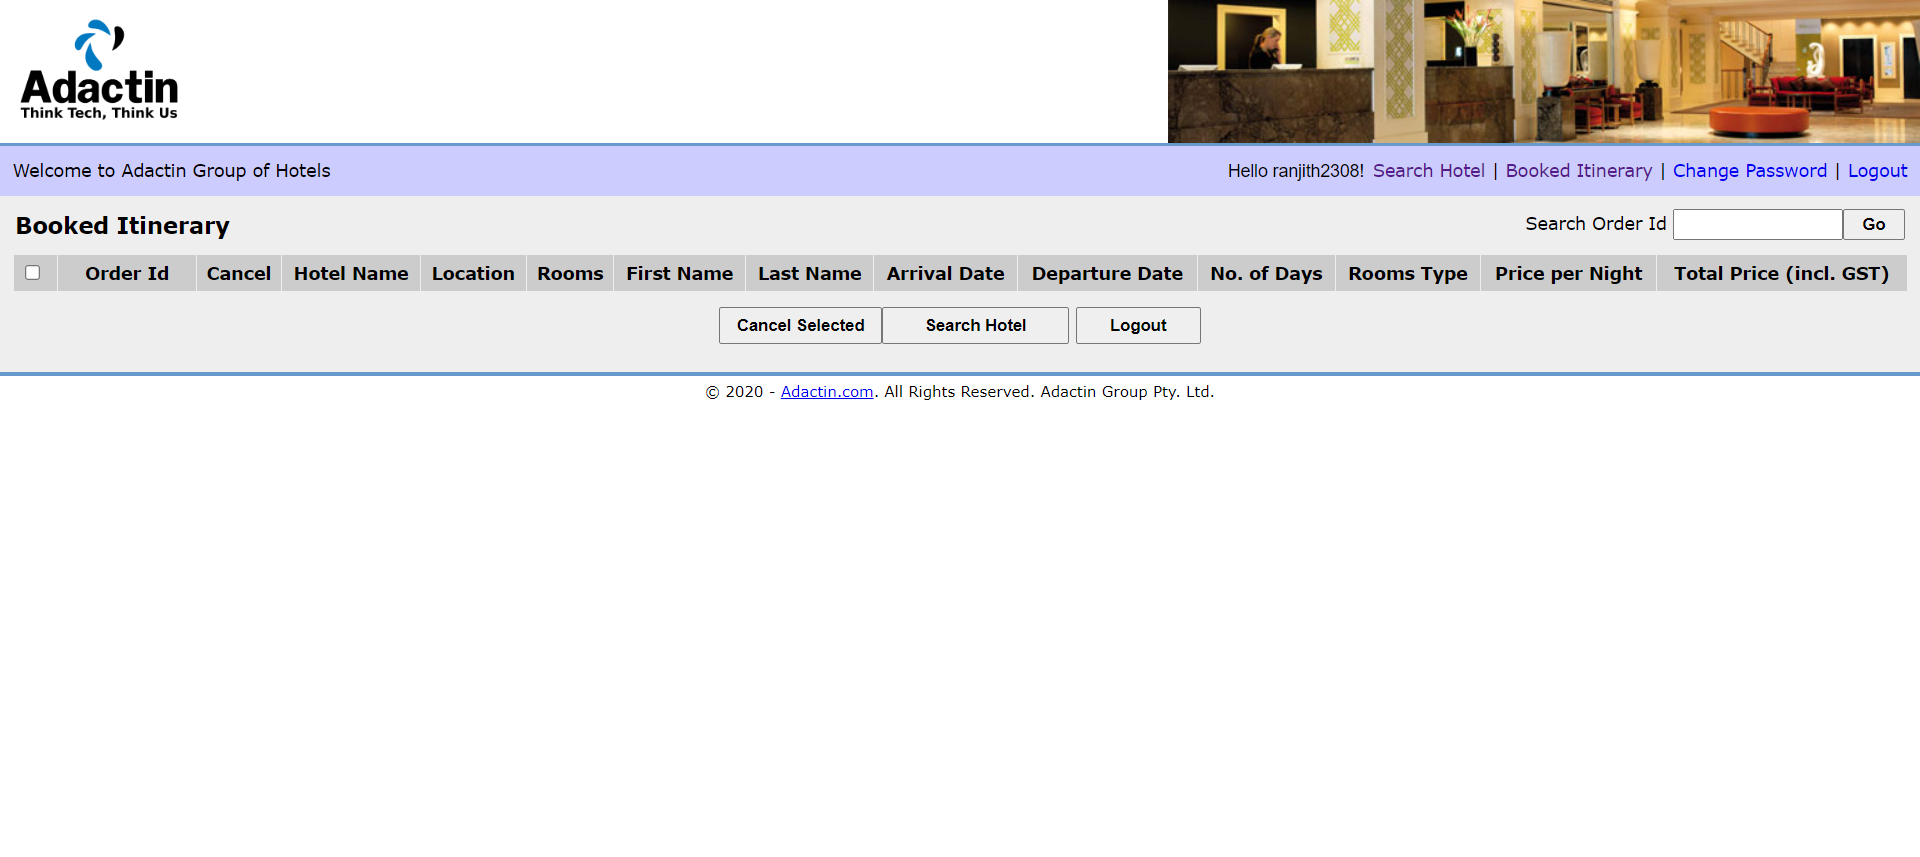 Adactin
Think Tech, Think Us
Welcome to Adactin Group of Hotels
Hello ranjith2308! Search Hotel | Booked Itinerary | Change Password | Logout
Booked Itinerary
Search Order Id Go
Order Id Cancel Hotel Name Location Rooms First Name Last Name Arrival Date Departure Date No. of Days Rooms Type Price per Night Total Price (incl. GST)
Cancel Selected Search Hotel Logout
© 2020 - Adactin.com. All Rights Reserved. Adactin Group Pty. Ltd.